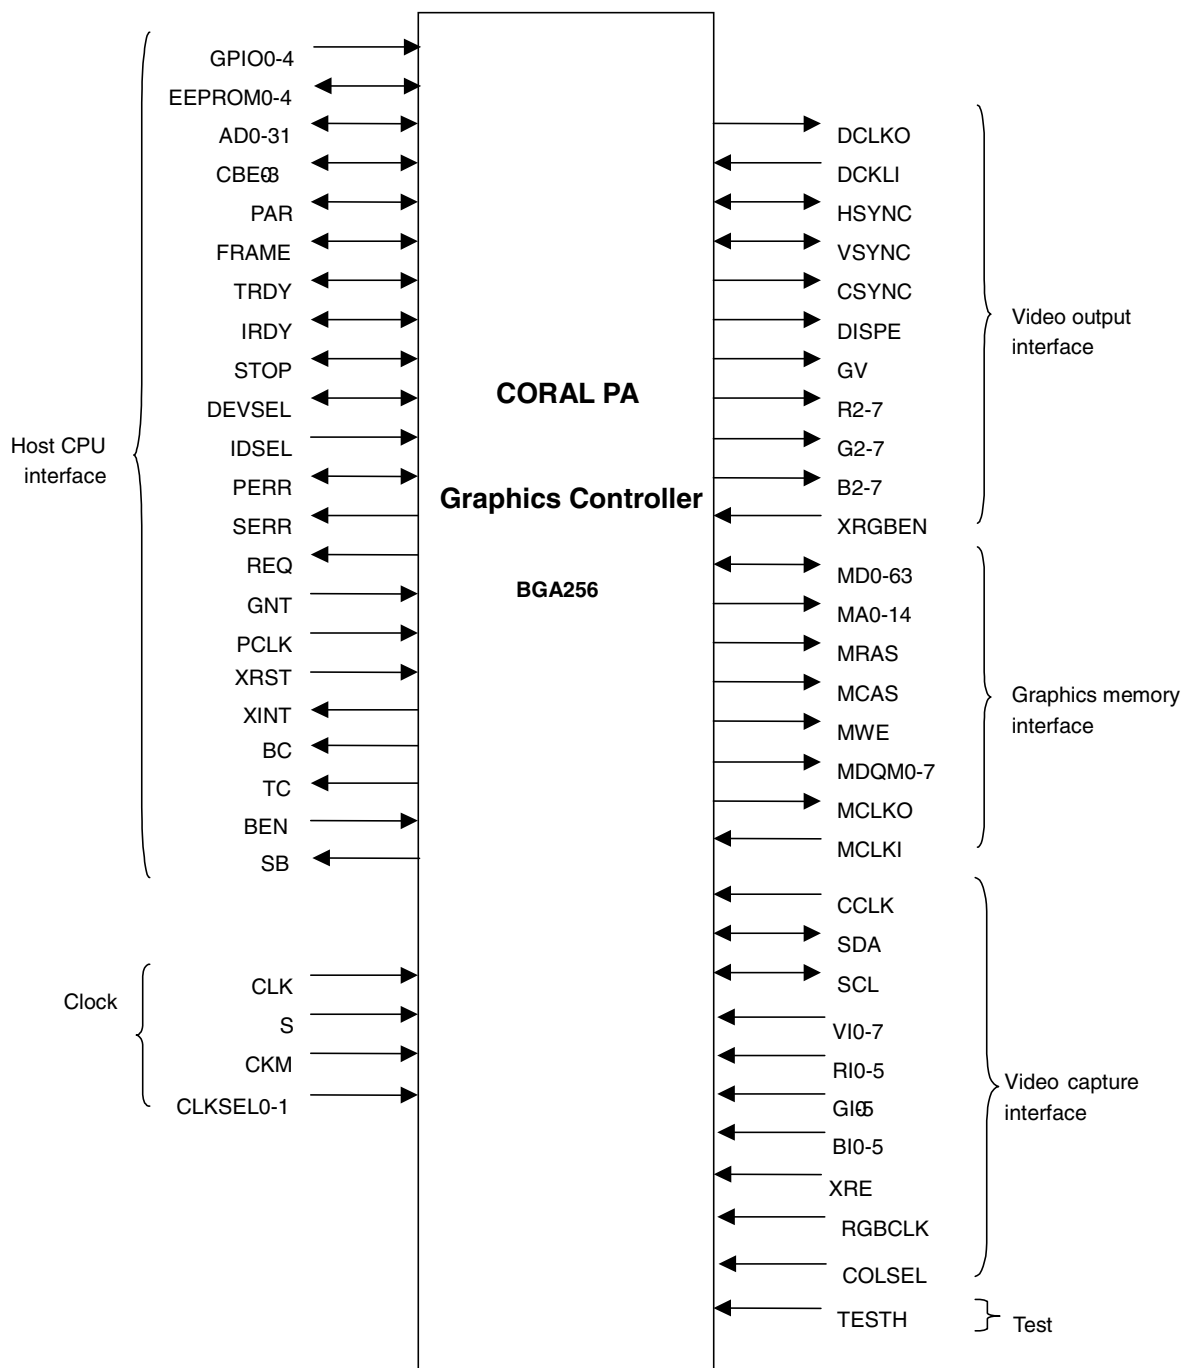 GPIO0-4
EEPROM0-4
AD0-31
CBE0-3
PAR
FRAME
TRDY
IRDY
STOP
DEVSEL
IDSEL
PERR
SERR
REQ
GNT
PCLK
XRST
XINT
BC
TC
BEN
SB
Host CPU
interface
CLK
S
CKM
CLKSEL0-1
Clock
CORAL PA
Graphics Controller
BGA256
DCLKO
DCKLI
HSYNC
VSYNC
CSYNC
DISPE
GV
R2-7
G2-7
B2-7
XRGBEN
Video output
interface
MD0-63
MA0-14
MRAS
MCAS
MWE
MDQM0-7
MCLKO
MCLKI
Graphics memory
interface
CCLK
SDA
SCL
VI0-7
RI0-5
GI0-5
BI0-5
XRE
RGBCLK
COLSEL
Video capture
interface
TESTH
Test